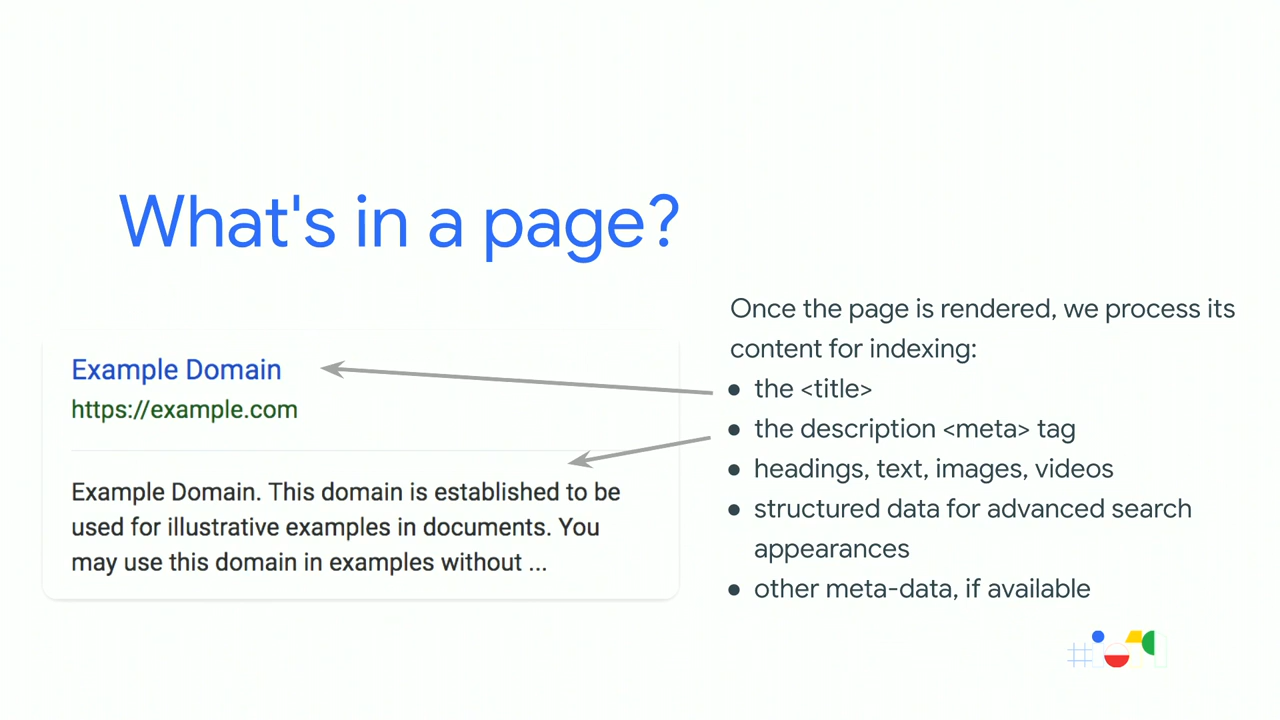 What's in a page?
Example Domain
https://example.com
Example Domain. This domain is established to be
used for illustrative examples in documents. You
may use this domain in examples without ...
Once the page is rendered, we process its
content for indexing:
● the <title>
● the description <meta> tag
● headings, text, images, videos
● structured data for advanced search
appearances
● other meta-data, if available